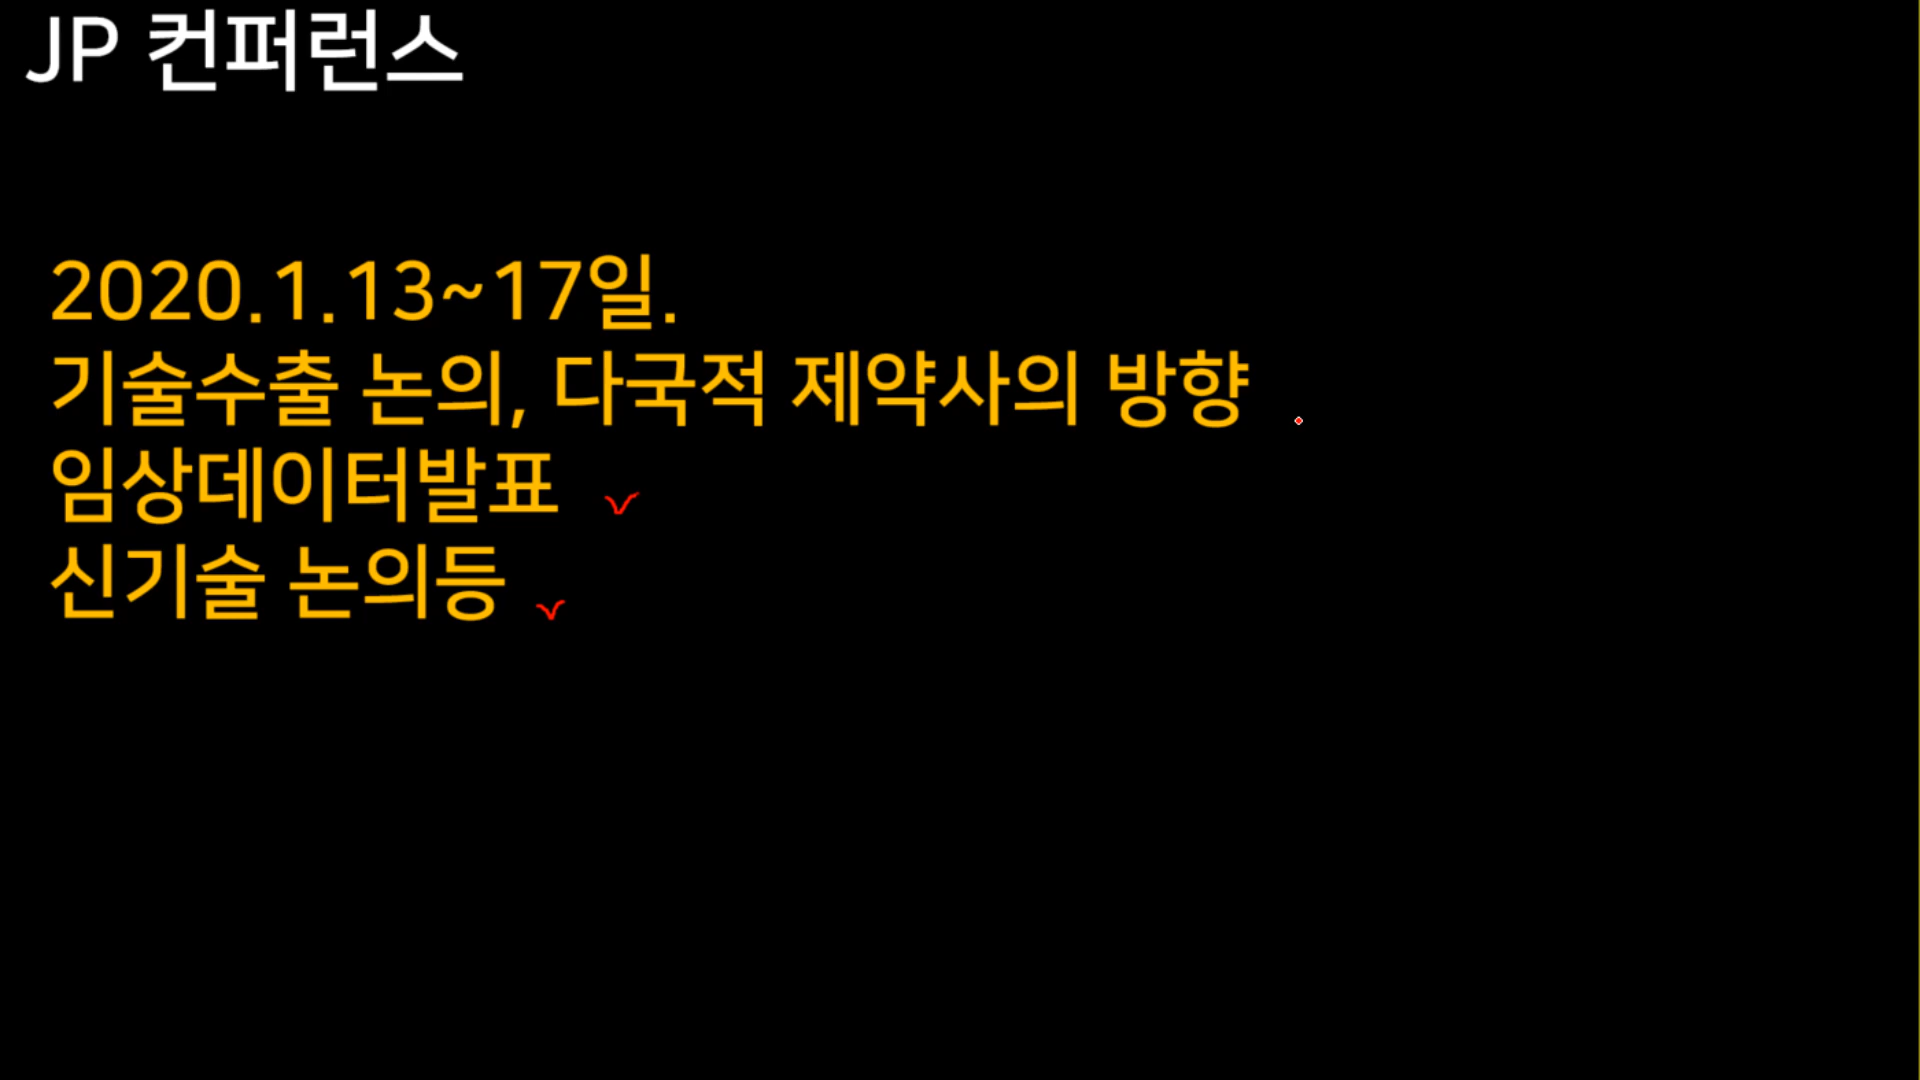 JP 컨퍼런스
2020.1.13~17일.
기술수출 논의, 다국적 제약사의 방향
임상데이터발표
신기술 논의등